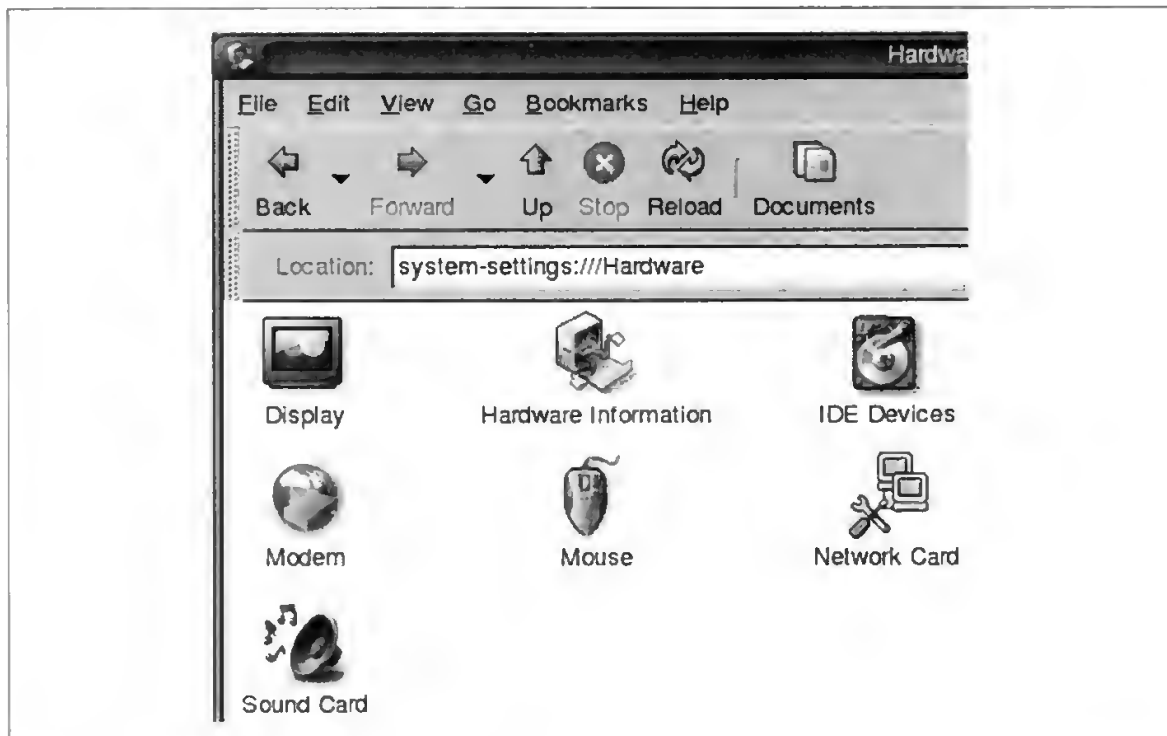 Hardwa
File Edit View Go Bookmarks Help
Back Forward Up Stop Reload Documents
Location: system-settings:///Hardware
Display Hardware Information IDE Devices
Modem Mouse Network Card
Sound Card